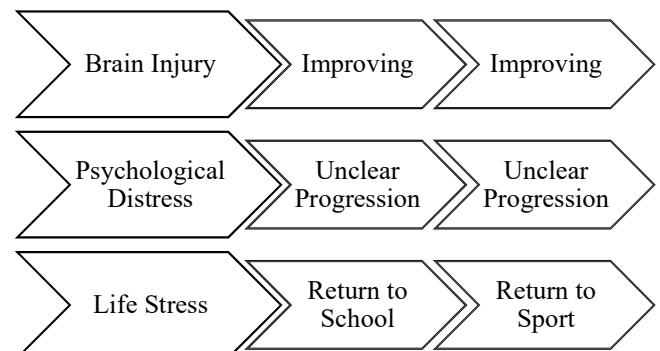 Brain Injury
Improving
Improving
Psychological
Distress
Unclear
Progression
Unclear
Progression
Life Stress
Return to
School
Return to
Sport